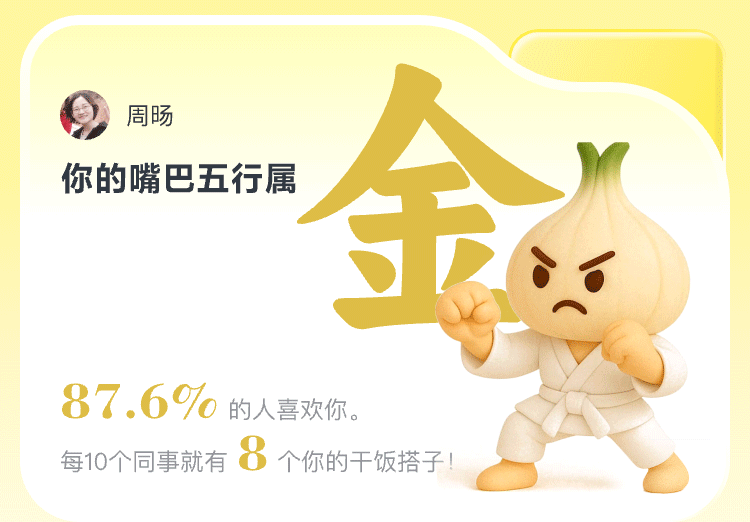 周旸
你的嘴巴五行属
金
87.6% 的人喜欢你。
每10个同事就有 8 个你的干饭搭子!